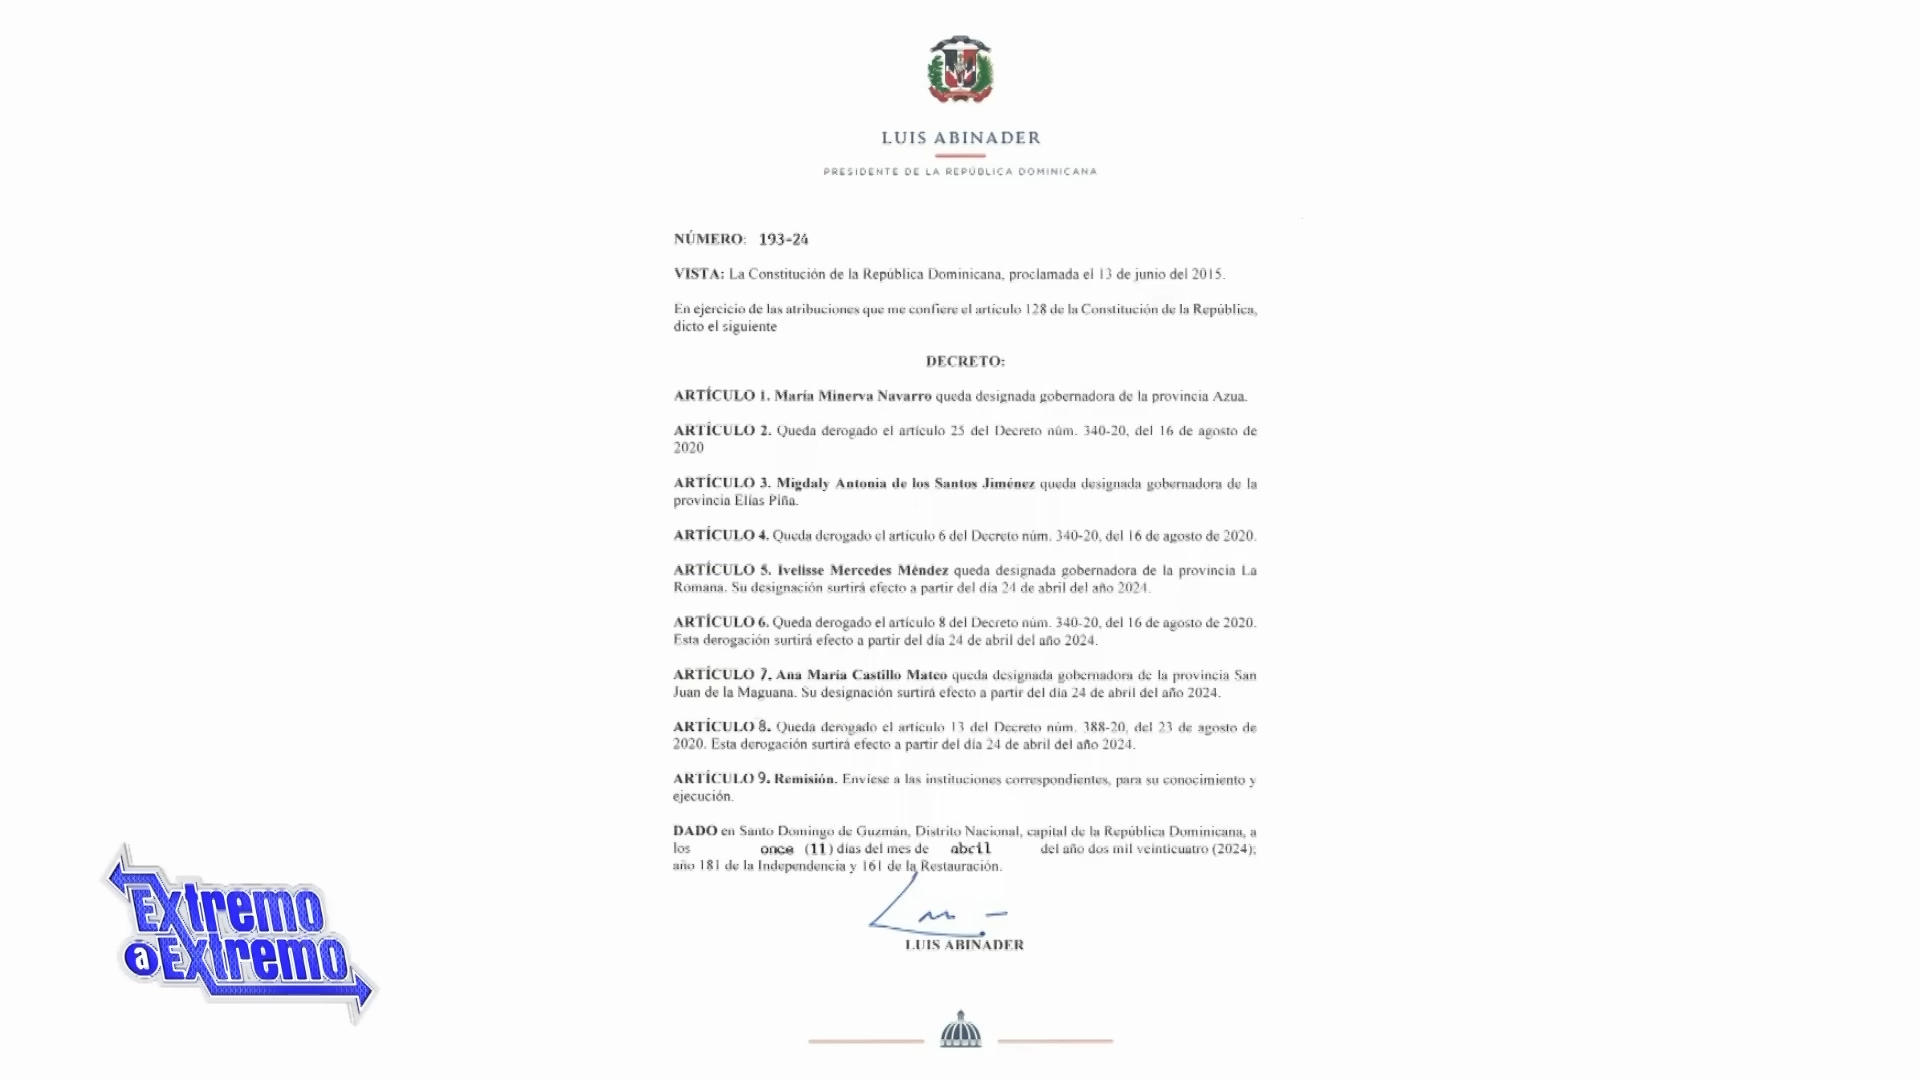 LUIS ABINADER
PRESIDENTE DE LA REPÚBLICA DOMINICANA
NÚMERO: 193-24
VISTA: La Constitución de la República Dominicana, proclamada el 13 de junio del 2015.
En ejercicio de las atribuciones que me confiere el artículo 128 de la Constitución de la República,
dicto el siguiente
DECRETO:
ARTÍCULO 1. María Minerva Navarro queda designada gobernadora de la provincia Azua.
ARTÍCULO 2. Queda derogado el artículo 25 del Decreto núm. 340-20, del 16 de agosto de
2020
ARTÍCULO 3. Migdaly Antonia de los Santos Jiménez queda designada gobernadora de la
provincia Elías Piña.
ARTÍCULO 4. Queda derogado el artículo 6 del Decreto núm. 340-20, del 16 de agosto de 2020.
ARTÍCULO 5. Ivelisse Mercedes Méndez queda designada gobernadora de la provincia La
Romana. Su designación surtirá efecto a partir del día 24 de abril del año 2024.
ARTÍCULO 6. Queda derogado el artículo 8 del Decreto núm. 340-20, del 16 de agosto de 2020.
Esta derogación surtirá efecto a partir del día 24 de abril del año 2024.
ARTÍCULO 7. Ana María Castillo Mateo queda designada gobernadora de la provincia San
Juan de la Maguana. Su designación surtirá efecto a partir del día 24 de abril del año 2024.
ARTÍCULO 8. Queda derogado el artículo 13 del Decreto núm. 388-20, del 23 de agosto de
2020. Esta derogación surtirá efecto a partir del día 24 de abril del año 2024.
ARTÍCULO 9. Remisión. Envíese a las instituciones correspondientes, para su conocimiento y
ejecución.
DADO en Santo Domingo de Guzmán, Distrito Nacional, capital de la República Dominicana, a
los once (11) días del mes de abril del año dos mil veinticuatro (2024);
año 181 de la Independencia y 161 de la Restauración.
LUIS ABINADER
Extremo
a Extremo